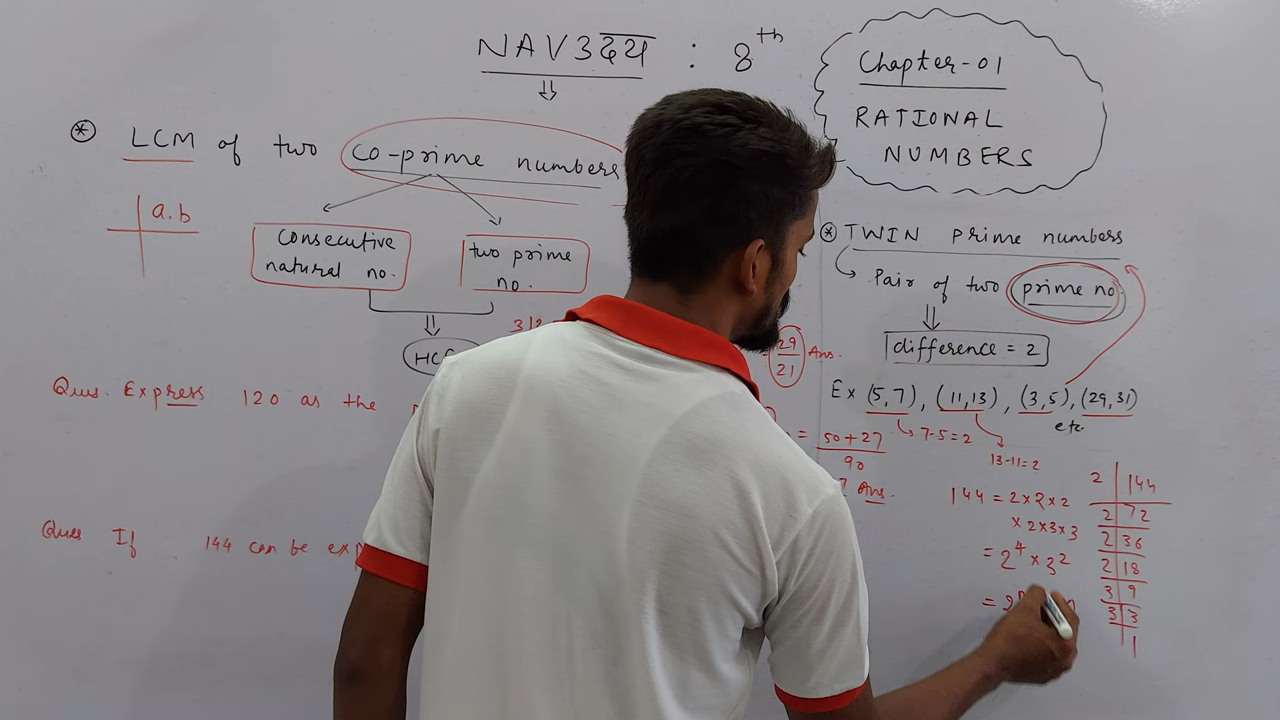 NAV3દય : 8th
Chapter-01
RATIONAL
NUMBERS
* LCM of two Co-prime numbers
a.b
Consecutive
natural no.
two prime
no.
Ques. Express 120 as the
Ques If 144 can be
29/21 Ans.
= 50+27/90
Ans.
* TWIN prime numbers
Pair of two prime no.
difference = 2
Ex (5,7), (11,13), (3,5), (29,31)
etc
7-5=2
13-11=2
144 = 2×2×2
×2×3×3
= 2⁴ × 3²
2 | 144
2 | 72
2 | 36
2 | 18
3 | 9
3 | 3
1